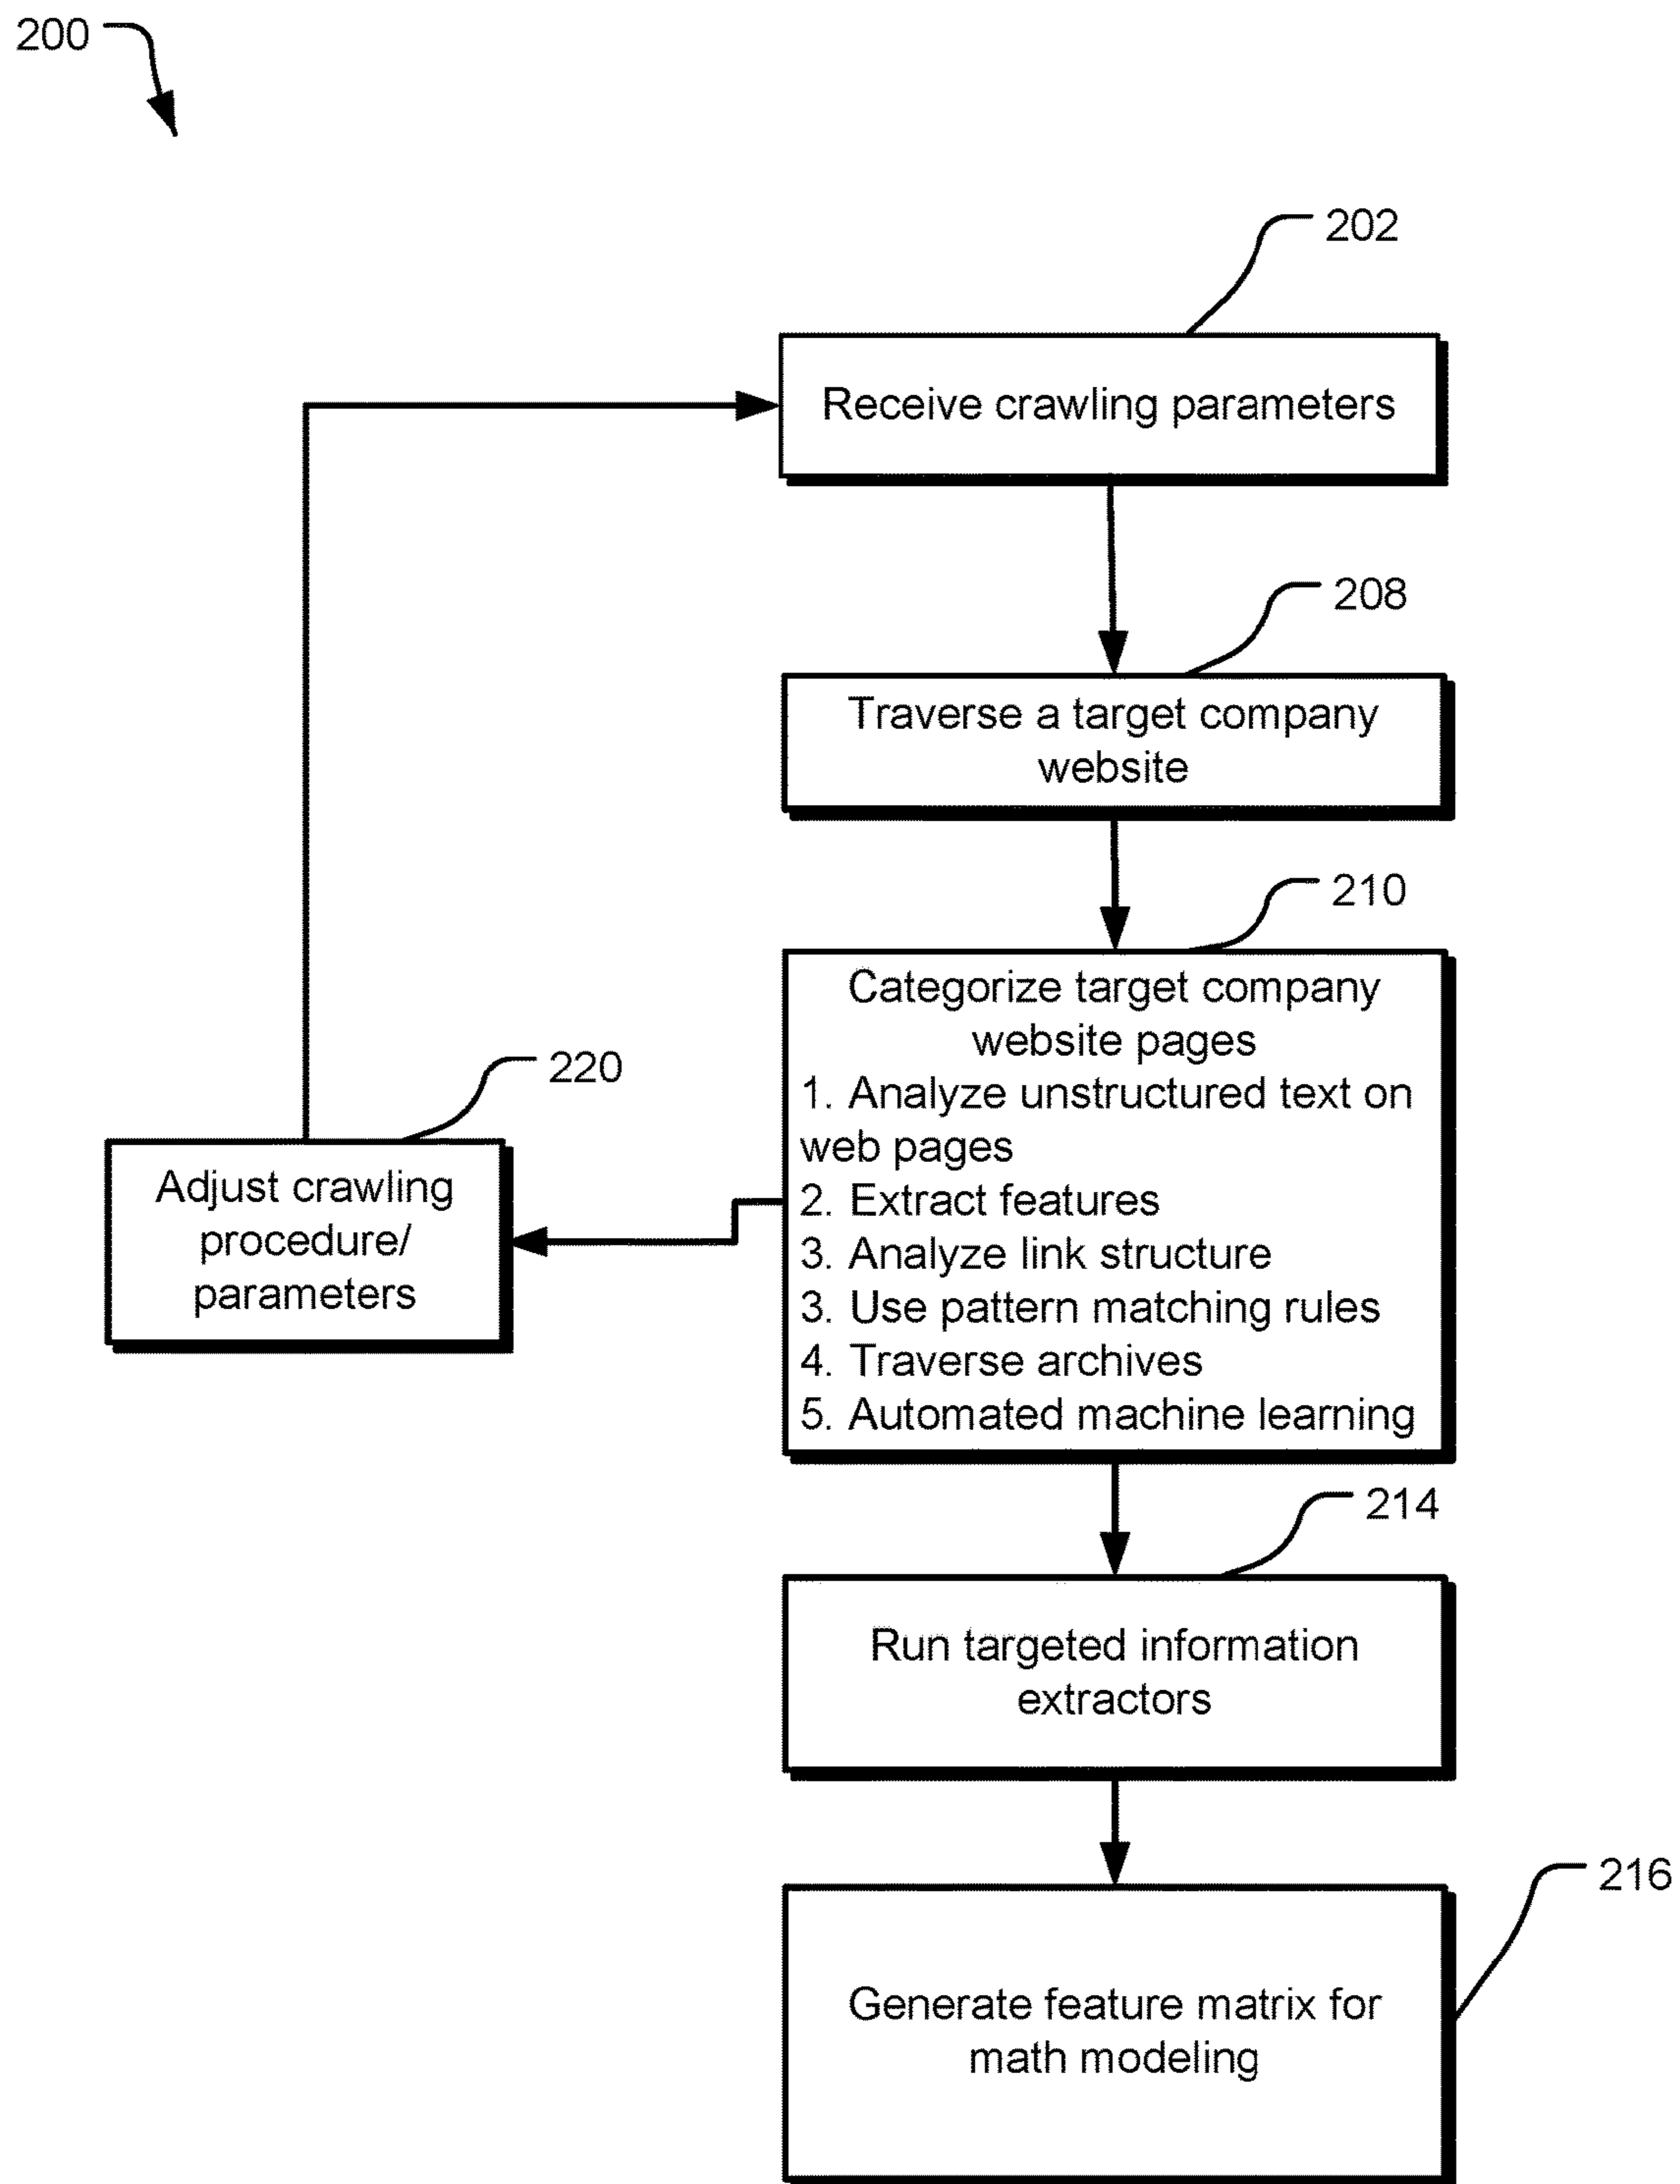 200
202
Receive crawling parameters
208
Traverse a target company
website
210
Categorize target company
website pages
1. Analyze unstructured text on
web pages
2. Extract features
3. Analyze link structure
3. Use pattern matching rules
4. Traverse archives
5. Automated machine learning
220
Adjust crawling
procedure/
parameters
214
Run targeted information
extractors
216
Generate feature matrix for
math modeling